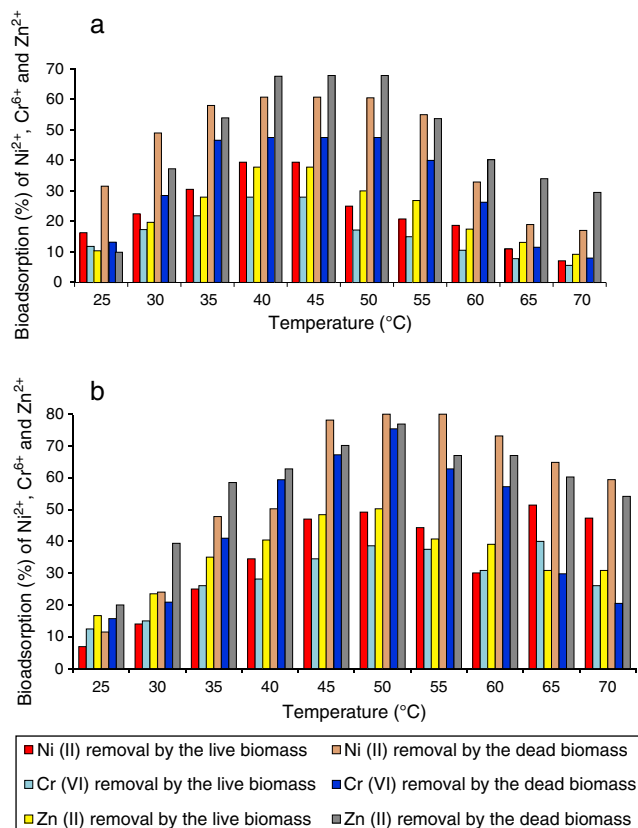 a
Bioadsorption (%) of Ni²⁺, Cr⁶⁺ and Zn²⁺
80
70
60
50
40
30
20
10
0
25 30 35 40 45 50 55 60 65 70
Temperature (°C)
b
Bioadsorption (%) of Ni²⁺, Cr⁶⁺ and Zn²⁺
80
70
60
50
40
30
20
10
0
25 30 35 40 45 50 55 60 65 70
Temperature (°C)
Ni (II) removal by the live biomass Ni (II) removal by the dead biomass
Cr (VI) removal by the live biomass Cr (VI) removal by the dead biomass
Zn (II) removal by the live biomass Zn (II) removal by the dead biomass